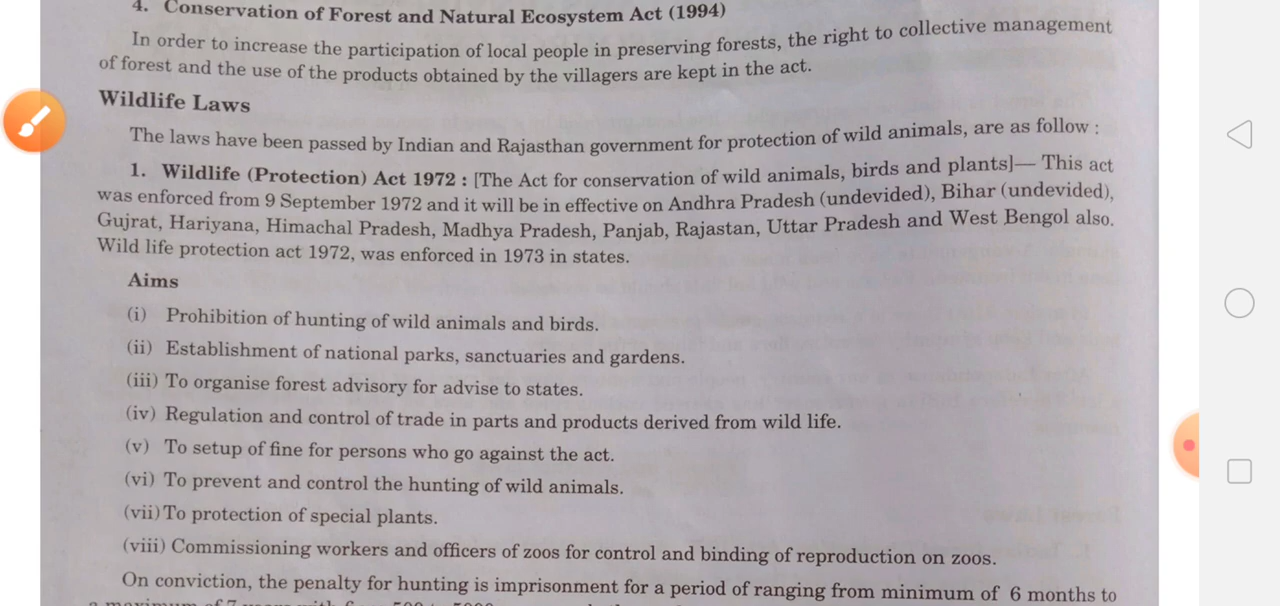 4. Conservation of Forest and Natural Ecosystem Act (1994)
In order to increase the participation of local people in preserving forests, the right to collective management
of forest and the use of the products obtained by the villagers are kept in the act.
Wildlife Laws
The laws have been passed by Indian and Rajasthan government for protection of wild animals, are as follow :
1. Wildlife (Protection) Act 1972 : [The Act for conservation of wild animals, birds and plants]— This act
was enforced from 9 September 1972 and it will be in effective on Andhra Pradesh (undevided), Bihar (undevided),
Gujrat, Hariyana, Himachal Pradesh, Madhya Pradesh, Panjab, Rajastan, Uttar Pradesh and West Bengol also.
Wild life protection act 1972, was enforced in 1973 in states.
Aims
(i) Prohibition of hunting of wild animals and birds.
(ii) Establishment of national parks, sanctuaries and gardens.
(iii) To organise forest advisory for advise to states.
(iv) Regulation and control of trade in parts and products derived from wild life.
(v) To setup of fine for persons who go against the act.
(vi) To prevent and control the hunting of wild animals.
(vii) To protection of special plants.
(viii) Commissioning workers and officers of zoos for control and binding of reproduction on zoos.
On conviction, the penalty for hunting is imprisonment for a period of ranging from minimum of 6 months to
a maximum of 7 years with